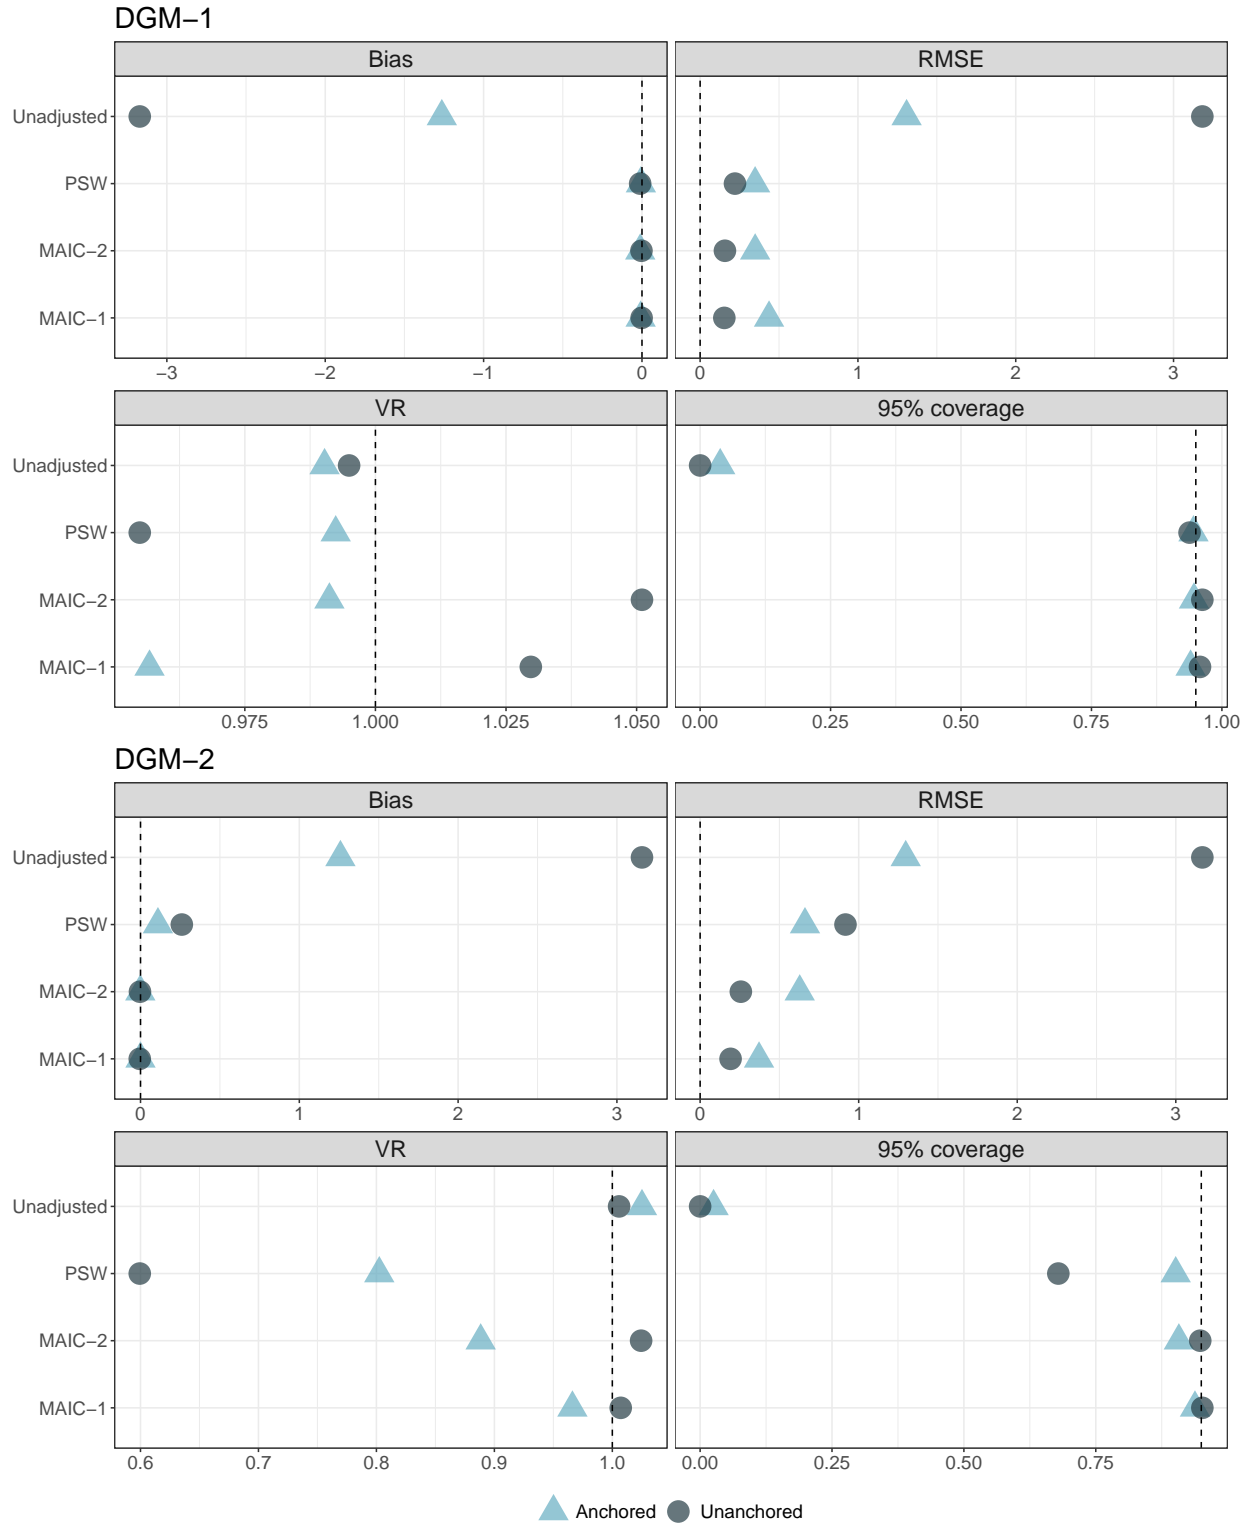 DGM−1
Bias
RMSE
Unadjusted
PSW
MAIC−2
MAIC−1
−3 −2 −1 0
0 1 2 3
VR
95% coverage
Unadjusted
PSW
MAIC−2
MAIC−1
0.975 1.000 1.025 1.050
0.00 0.25 0.50 0.75 1.00
DGM−2
Bias
RMSE
Unadjusted
PSW
MAIC−2
MAIC−1
0 1 2 3
0 1 2 3
VR
95% coverage
Unadjusted
PSW
MAIC−2
MAIC−1
0.6 0.7 0.8 0.9 1.0
0.00 0.25 0.50 0.75
Anchored Unanchored